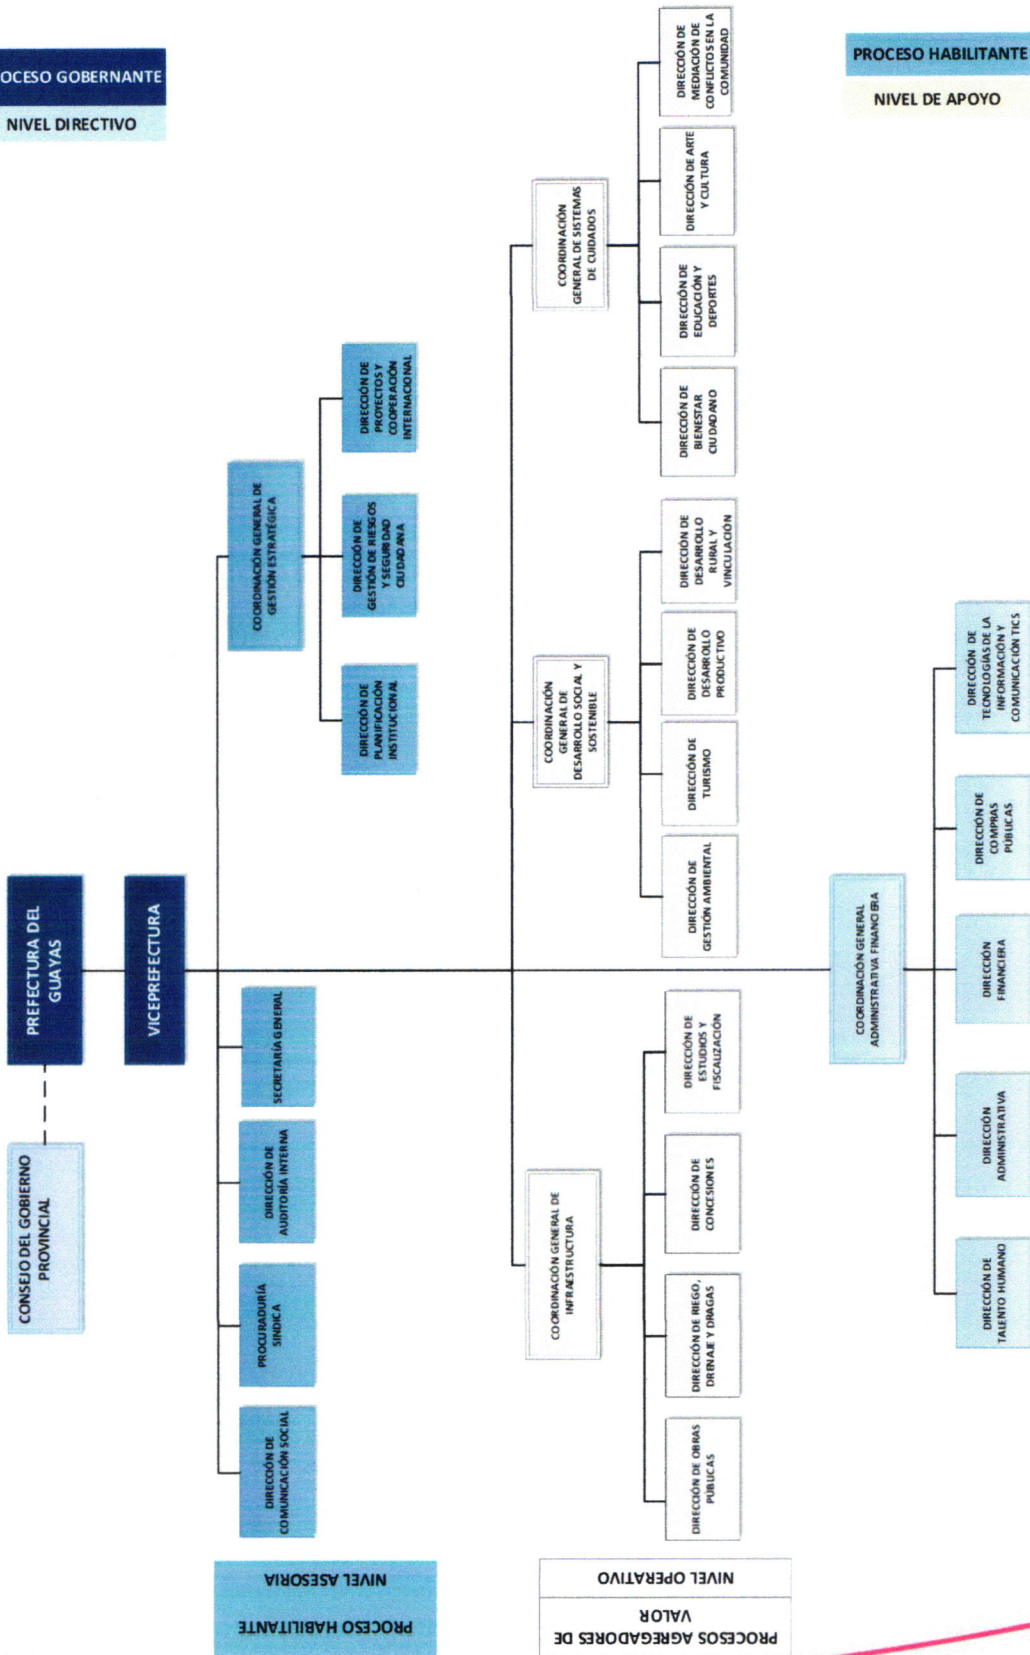 PROCESO GOBERNANTE
NIVEL DIRECTIVO
PROCESO HABILITANTE
NIVEL DE APOYO
CONSEJO DEL GOBIERNO
PROVINCIAL
PREFECTURA DEL
GUAYAS
VICEPREFECTURA
PROCESO HABILITANTE
NIVEL ASESORIA
DIRECCIÓN DE
COMUNICACIÓN SOCIAL
PROCURADURÍA
SINDICA
DIRECCIÓN DE
AUDITORÍA INTERNA
SECRETARÍA GENERAL
COORDINACIÓN GENERAL DE
GESTIÓN ESTRATÉGICA
DIRECCIÓN DE
PLANIFICACIÓN
INSTITUCIONAL
DIRECCIÓN DE
GESTIÓN DE RIESGOS
Y SEGURIDAD
CIUDADANA
DIRECCIÓN DE
PROYECTOS Y
COOPERACIÓN
INTERNACIONAL
PROCESOS AGREGADORES DE
VALOR
NIVEL OPERATIVO
COORDINACIÓN GENERAL DE
INFRAESTRUCTURA
DIRECCIÓN DE OBRAS
PÚBLICAS
DIRECCIÓN DE RIEGO,
DRENAJE Y DRAGAS
DIRECCIÓN DE
CONCESIONES
DIRECCIÓN DE
ESTUDIOS Y
FISCALIZACIÓN
COORDINACIÓN
GENERAL DE
DESARROLLO SOCIAL Y
SOSTENIBLE
DIRECCIÓN DE
GESTIÓN AMBIENTAL
DIRECCIÓN DE
TURISMO
DIRECCIÓN DE
DESARROLLO
PRODUCTIVO
DIRECCIÓN DE
DESARROLLO
RURAL Y
VINCULACIÓN
COORDINACIÓN
GENERAL DE SISTEMAS
DE CUIDADOS
DIRECCIÓN DE
BIENESTAR
CIUDADANO
DIRECCIÓN DE
EDUCACIÓN Y
DEPORTES
DIRECCIÓN DE ARTE
Y CULTURA
DIRECCIÓN DE
MEDIACIÓN DE
CONFLICTOS EN LA
COMUNIDAD
COORDINACIÓN GENERAL
ADMINISTRATIVA FINANCIERA
DIRECCIÓN DE
TALENTO HUMANO
DIRECCIÓN
ADMINISTRATIVA
DIRECCIÓN
FINANCIERA
DIRECCIÓN DE
COMPRAS
PÚBLICAS
DIRECCIÓN DE
TECNOLOGÍAS DE LA
INFORMACIÓN Y
COMUNICACIÓN TICS